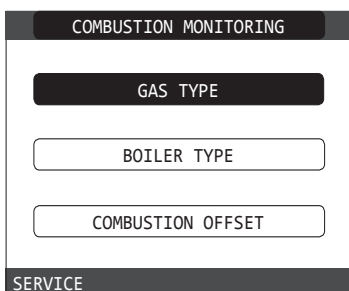 COMBUSTION MONITORING
GAS TYPE
BOILER TYPE
COMBUSTION OFFSET
SERVICE